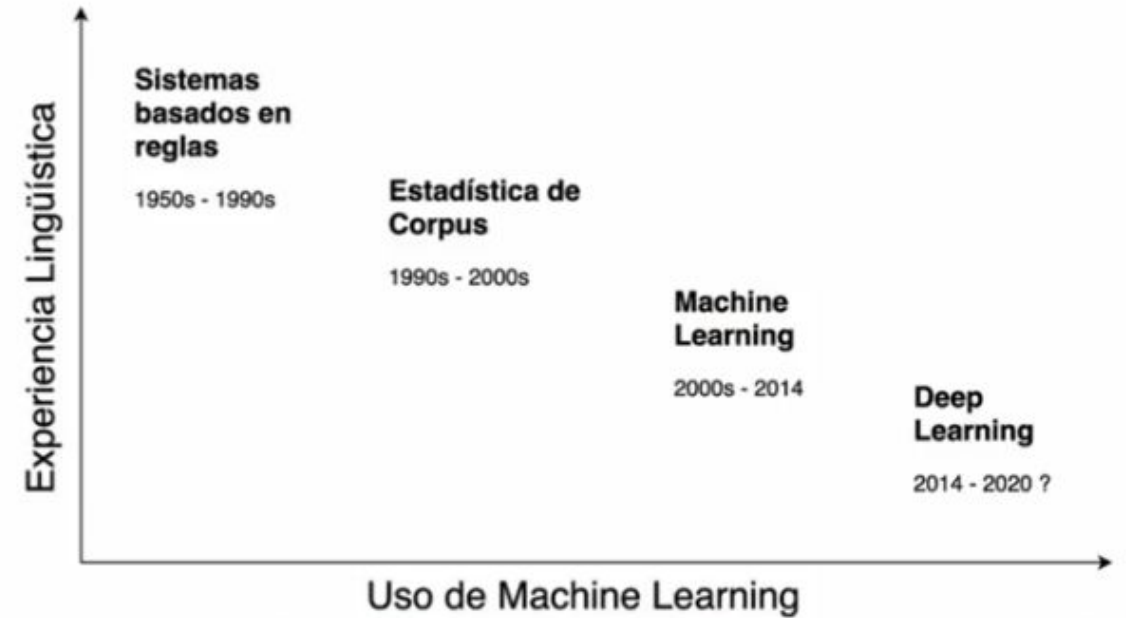 Experiencia Lingüística
Sistemas
basados en
reglas
1950s - 1990s
Estadística de
Corpus
1990s - 2000s
Machine
Learning
2000s - 2014
Deep
Learning
2014 - 2020 ?
Uso de Machine Learning